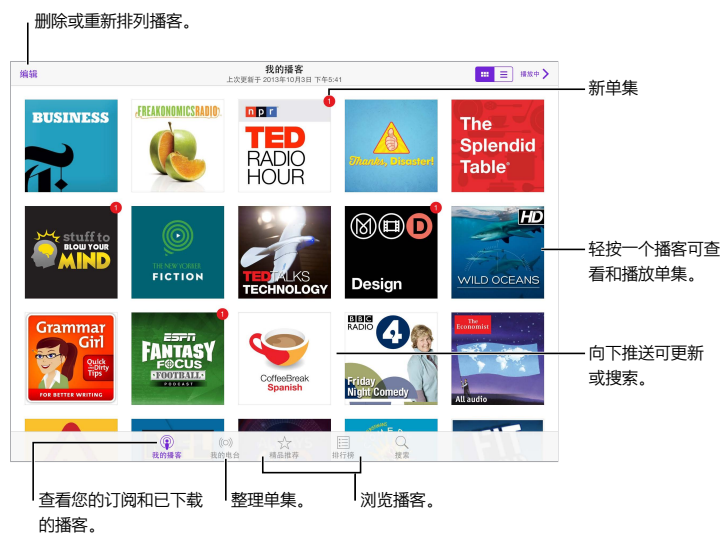 删除或重新排列播客。
编辑
我的播客
上次更新于 2013年10月3日 下午5:41
播放中
新单集
BUSINESS
FREAKONOMICSRADIO
npr
TED
RADIO
HOUR
1
Thanks, Disaster!
The
Splendid
Table
stuff to
BLOW YOUR
MIND
1
THE NEW YORKER
FICTION
TEDTALKS
TECHNOLOGY
M D
Design
1
HD
WILD OCEANS
轻按一个播客可查
看和播放单集。
Grammar
Girl
Quick
and Dirty
Tips
FOR BETTER WRITING
ESPN
FANTASY
FOCUS
·FOOTBALL·
PODCAST
1
CoffeeBreak
Spanish
BBC
RADIO
4
Friday
Night Comedy
The
Economist
All audio
向下推送可更新
或搜索。
FIT
我的播客
我的电台
精品推荐
排行榜
搜索
查看您的订阅和已下载
的播客。
整理单集。
浏览播客。